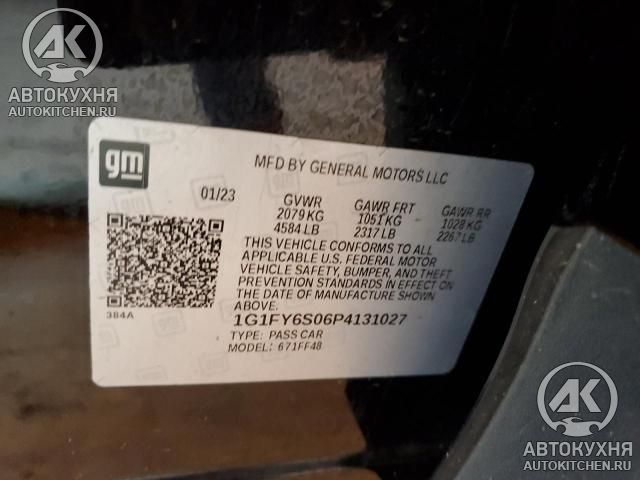 AK
АВТОКУХНЯ
AUTOKITCHEN.RU
gm
MFD BY GENERAL MOTORS LLC
01/23 GVWR GAWR FRT GAWR RR
2079 KG 1051 KG 1028 KG
4584 LB 2317 LB 2267 LB
THIS VEHICLE CONFORMS TO ALL
APPLICABLE U.S. FEDERAL MOTOR
VEHICLE SAFETY, BUMPER, AND THEFT
PREVENTION STANDARDS IN EFFECT ON
THE DATE OF MANUFACTURE SHOWN
ABOVE.
384A
1G1FY6S06P4131027
TYPE: PASS CAR
MODEL: 671FF48
AK
АВТОКУХНЯ
AUTOKITCHEN.RU